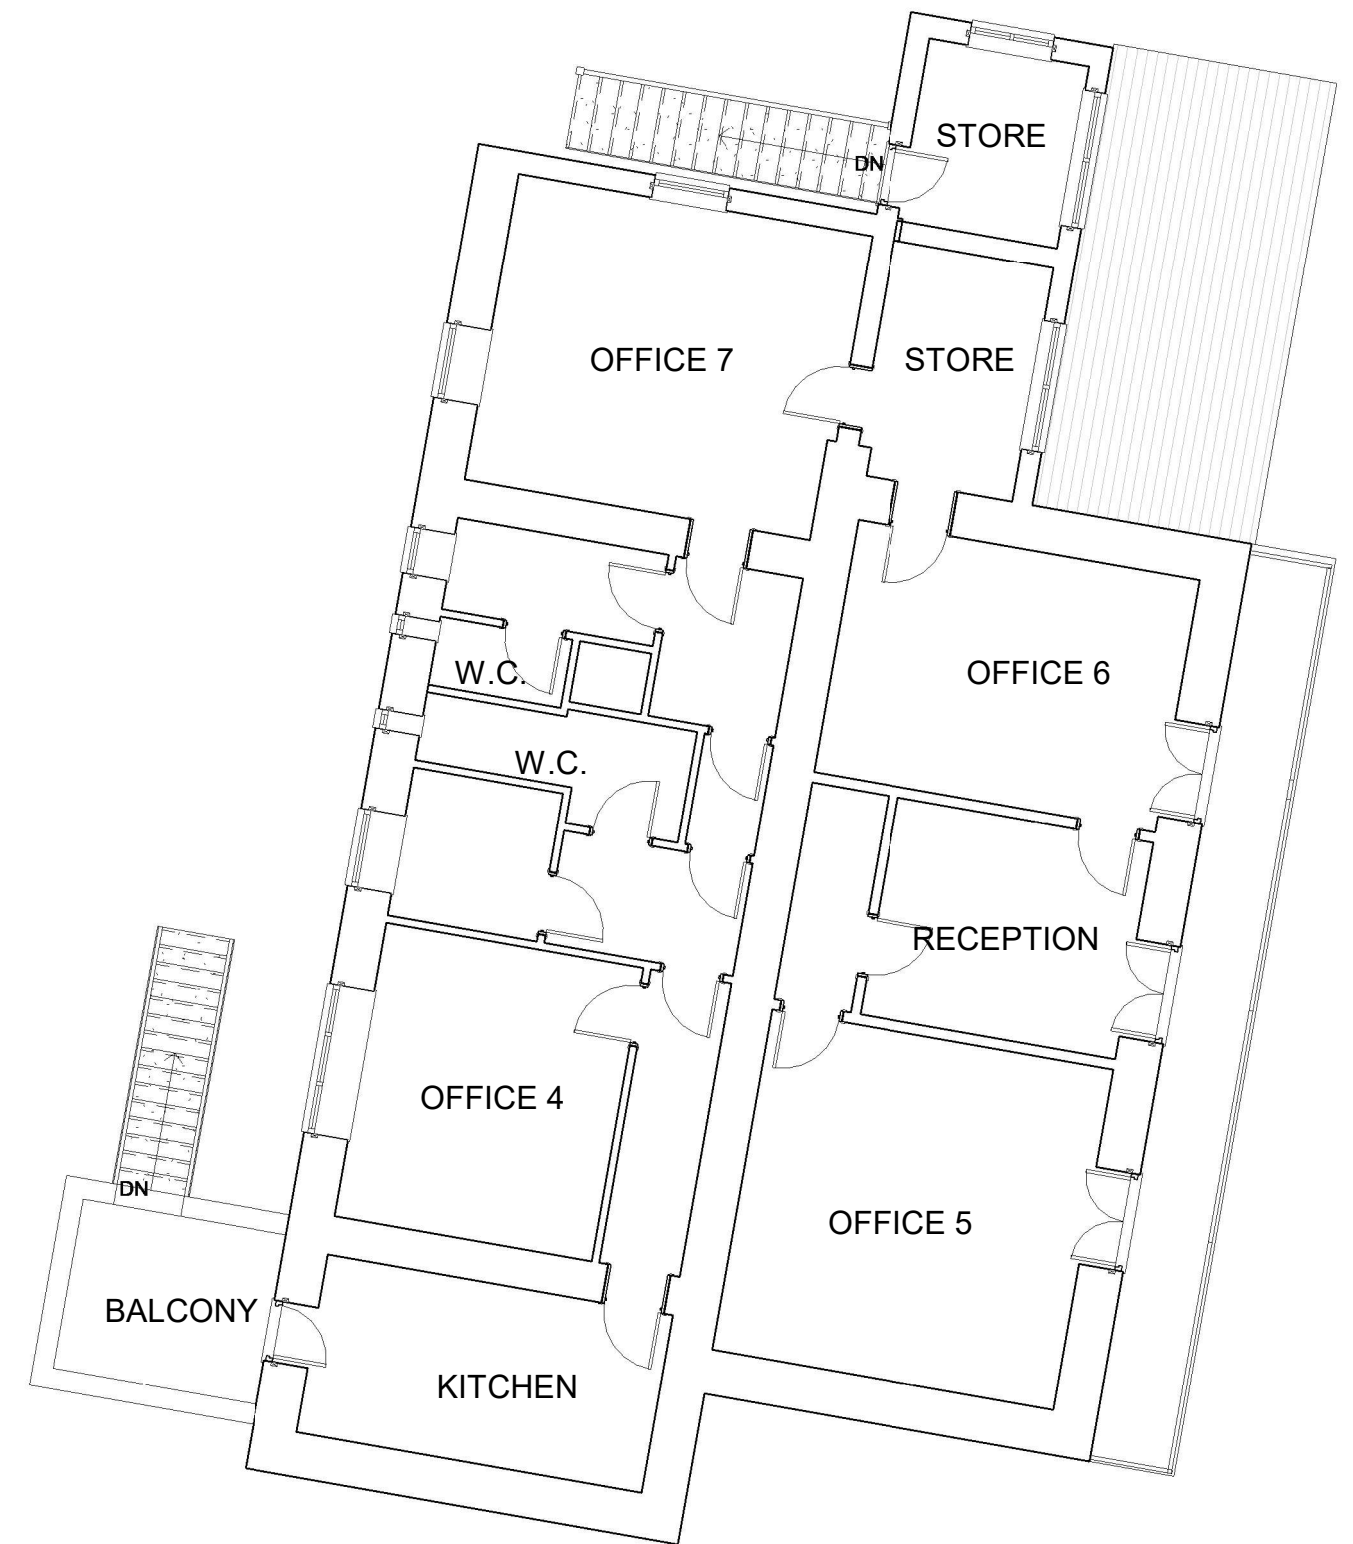 STORE
DN
OFFICE 7
STORE
W.C.
OFFICE 6
W.C.
RECEPTION
OFFICE 4
DN
OFFICE 5
BALCONY
KITCHEN